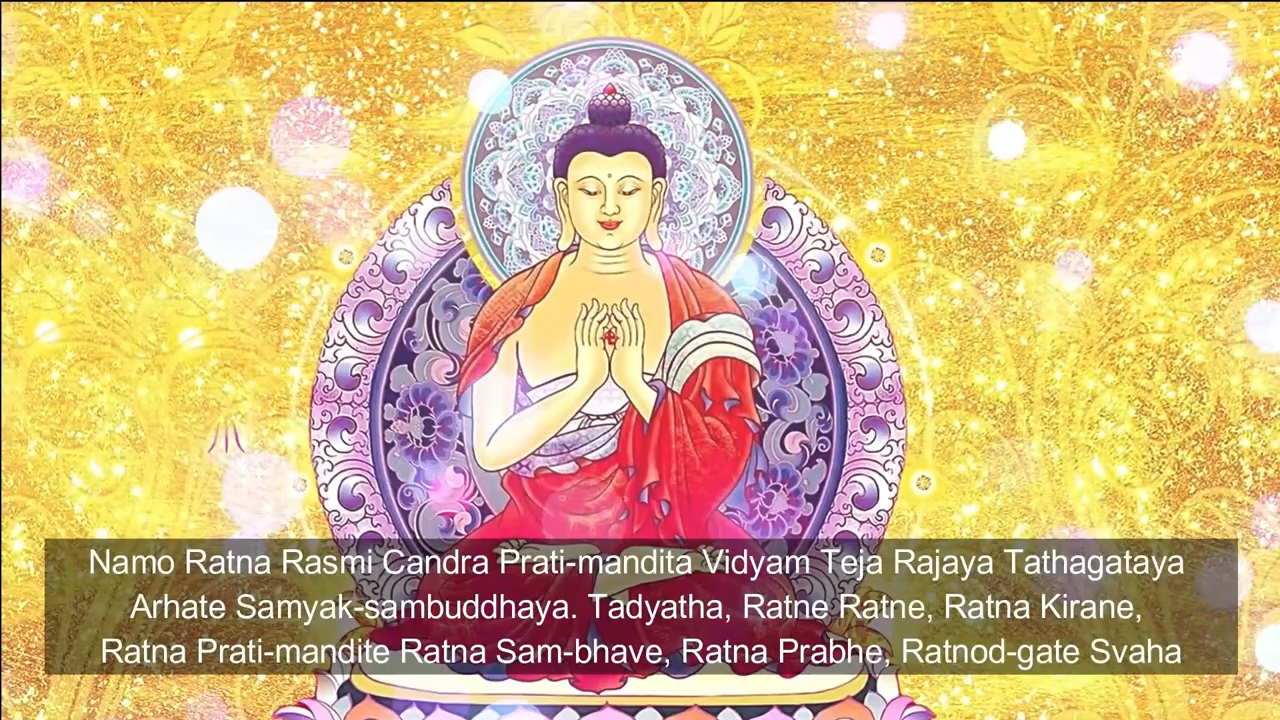 Namo Ratna Rasmi Candra Prati-mandita Vidyam Teja Rajaya Tathagataya
Arhate Samyak-sambuddhaya. Tadyatha, Ratne Ratne, Ratna Kirane,
Ratna Prati-mandite Ratna Sam-bhave, Ratna Prabhe, Ratnod-gate Svaha